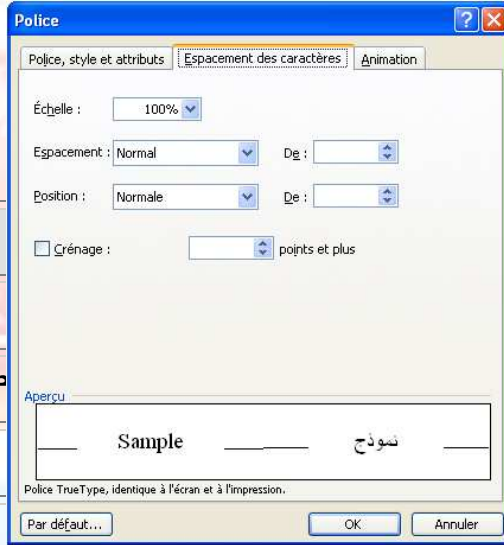 Police
Police, style et attributs Espacement des caractères Animation
Échelle : 100%
Espacement : Normal De :
Position : Normale De :
Crénage : points et plus
Aperçu
Sample نموذج
Police TrueType, identique à l'écran et à l'impression.
Par défaut... OK Annuler